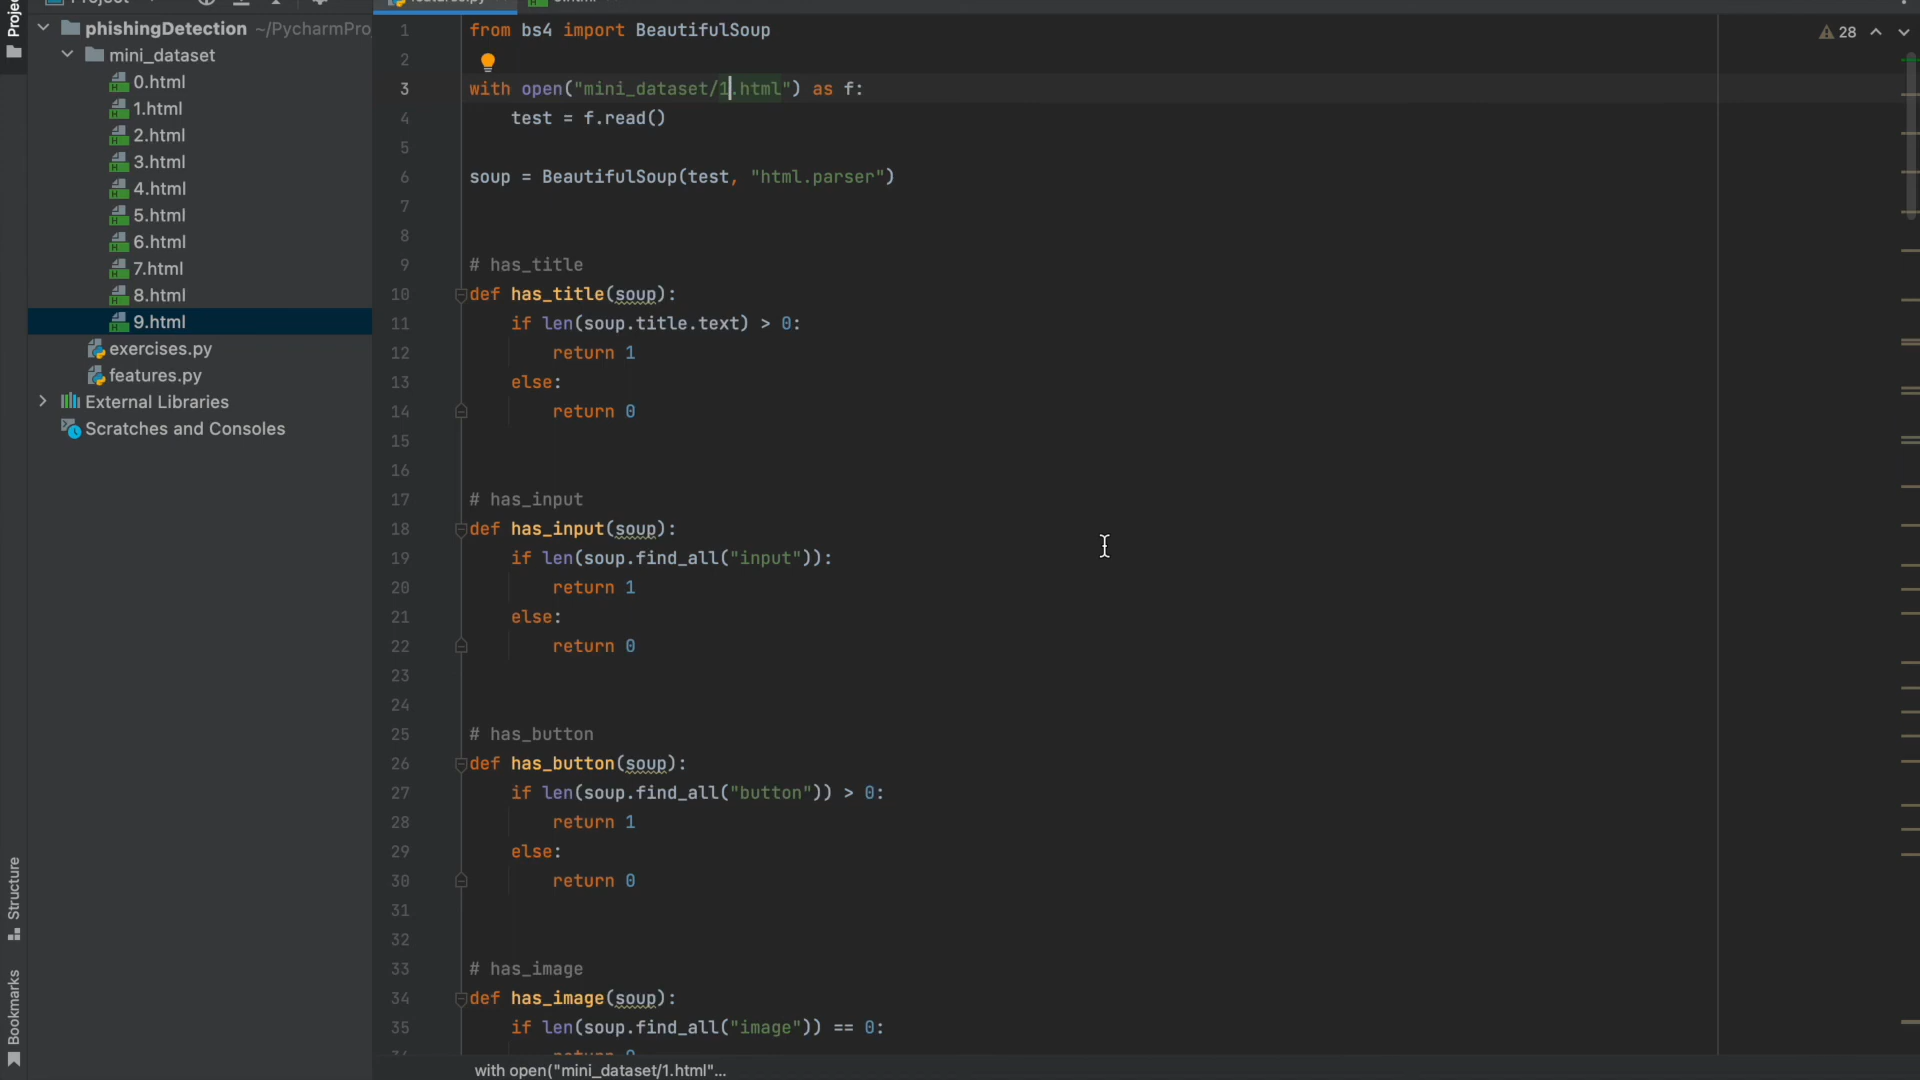 Project
features.py
phishingDetection ~/PycharmPro
mini_dataset
0.html
1.html
2.html
3.html
4.html
5.html
6.html
7.html
8.html
9.html
exercises.py
features.py
External Libraries
Scratches and Consoles
Structure
Bookmarks
28
1 from bs4 import BeautifulSoup
2
3 with open("mini_dataset/1.html") as f:
4 test = f.read()
5
6 soup = BeautifulSoup(test, "html.parser")
7
8
9 # has_title
10 def has_title(soup):
11 if len(soup.title.text) > 0:
12 return 1
13 else:
14 return 0
15
16
17 # has_input
18 def has_input(soup):
19 if len(soup.find_all("input")):
20 return 1
21 else:
22 return 0
23
24
25 # has_button
26 def has_button(soup):
27 if len(soup.find_all("button")) > 0:
28 return 1
29 else:
30 return 0
31
32
33 # has_image
34 def has_image(soup):
35 if len(soup.find_all("image")) == 0:
return 0
with open("mini_dataset/1.html"...